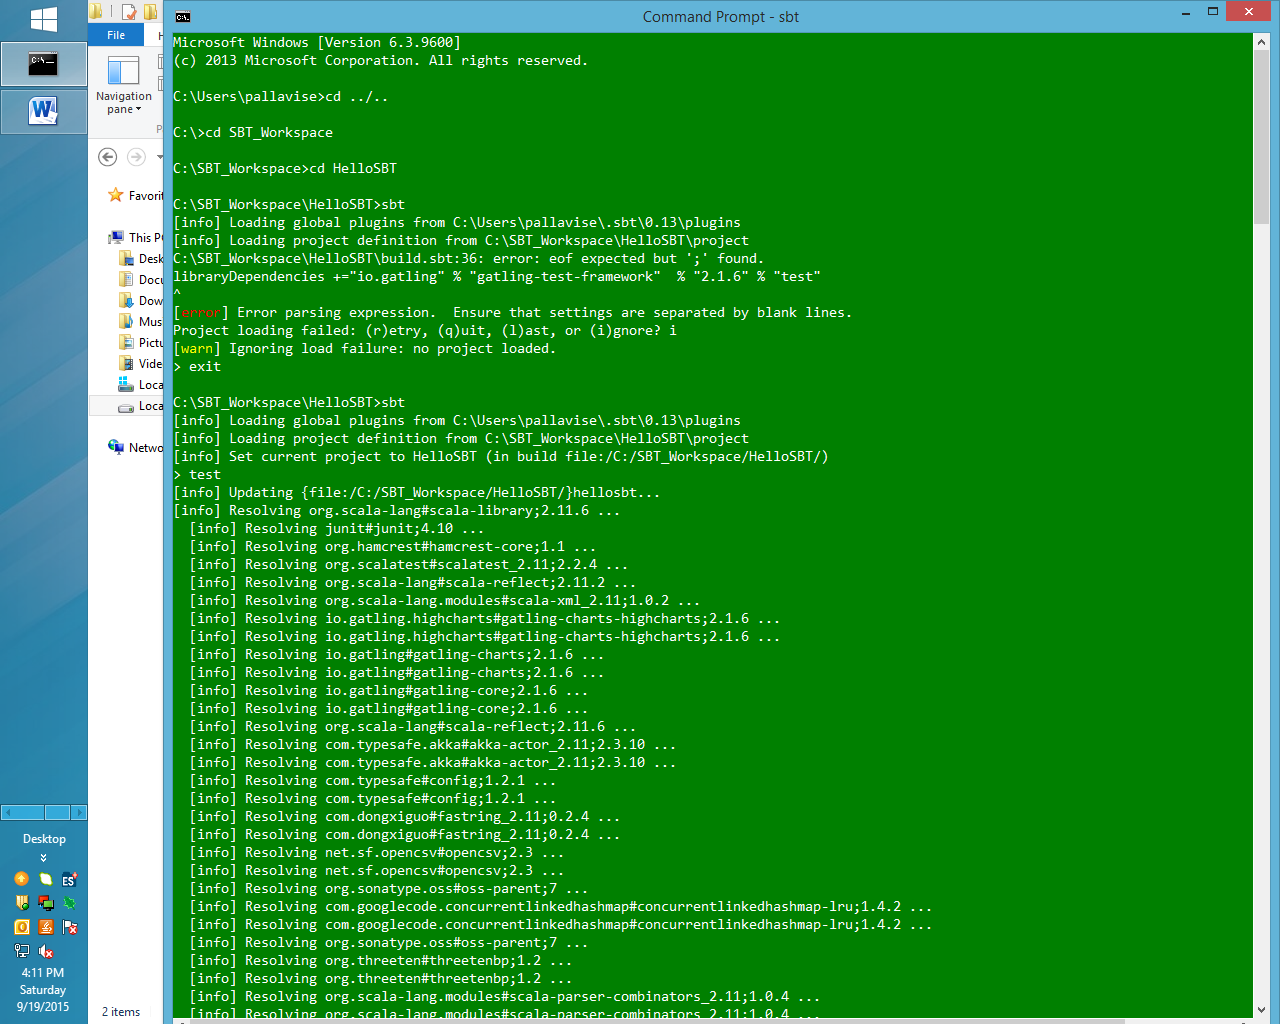 Command Prompt - sbt
File
Navigation
pane
Favorit
This P
Desk
Docu
Dow
Mus
Pictu
Vide
Loca
Loca
Netwo
2 items
Microsoft Windows [Version 6.3.9600]
(c) 2013 Microsoft Corporation. All rights reserved.
C:\Users\pallavise>cd ../..
C:\>cd SBT_Workspace
C:\SBT_Workspace>cd HelloSBT
C:\SBT_Workspace\HelloSBT>sbt
[info] Loading global plugins from C:\Users\pallavise\.sbt\0.13\plugins
[info] Loading project definition from C:\SBT_Workspace\HelloSBT\project
C:\SBT_Workspace\HelloSBT\build.sbt:36: error: eof expected but ';' found.
libraryDependencies +="io.gatling" % "gatling-test-framework"  % "2.1.6" % "test"
^
[error] Error parsing expression.  Ensure that settings are separated by blank lines.
Project loading failed: (r)etry, (q)uit, (l)ast, or (i)gnore? i
[warn] Ignoring load failure: no project loaded.
> exit
C:\SBT_Workspace\HelloSBT>sbt
[info] Loading global plugins from C:\Users\pallavise\.sbt\0.13\plugins
[info] Loading project definition from C:\SBT_Workspace\HelloSBT\project
[info] Set current project to HelloSBT (in build file:/C:/SBT_Workspace/HelloSBT/)
> test
[info] Updating {file:/C:/SBT_Workspace/HelloSBT/}hellosbt...
[info] Resolving org.scala-lang#scala-library;2.11.6 ...
[info] Resolving junit#junit;4.10 ...
[info] Resolving org.hamcrest#hamcrest-core;1.1 ...
[info] Resolving org.scalatest#scalatest_2.11;2.2.4 ...
[info] Resolving org.scala-lang#scala-reflect;2.11.2 ...
[info] Resolving org.scala-lang.modules#scala-xml_2.11;1.0.2 ...
[info] Resolving io.gatling.highcharts#gatling-charts-highcharts;2.1.6 ...
[info] Resolving io.gatling.highcharts#gatling-charts-highcharts;2.1.6 ...
[info] Resolving io.gatling#gatling-charts;2.1.6 ...
[info] Resolving io.gatling#gatling-charts;2.1.6 ...
[info] Resolving io.gatling#gatling-core;2.1.6 ...
[info] Resolving io.gatling#gatling-core;2.1.6 ...
[info] Resolving org.scala-lang#scala-reflect;2.11.6 ...
[info] Resolving com.typesafe.akka#akka-actor_2.11;2.3.10 ...
[info] Resolving com.typesafe.akka#akka-actor_2.11;2.3.10 ...
[info] Resolving com.typesafe#config;1.2.1 ...
[info] Resolving com.typesafe#config;1.2.1 ...
[info] Resolving com.dongxiguo#fastring_2.11;0.2.4 ...
[info] Resolving com.dongxiguo#fastring_2.11;0.2.4 ...
[info] Resolving net.sf.opencsv#opencsv;2.3 ...
[info] Resolving net.sf.opencsv#opencsv;2.3 ...
[info] Resolving org.sonatype.oss#oss-parent;7 ...
[info] Resolving com.googlecode.concurrentlinkedhashmap#concurrentlinkedhashmap-lru;1.4.2 ...
[info] Resolving com.googlecode.concurrentlinkedhashmap#concurrentlinkedhashmap-lru;1.4.2 ...
[info] Resolving org.sonatype.oss#oss-parent;7 ...
[info] Resolving org.threeten#threetenbp;1.2 ...
[info] Resolving org.threeten#threetenbp;1.2 ...
[info] Resolving org.scala-lang.modules#scala-parser-combinators_2.11;1.0.4 ...
[info] Resolving org.scala-lang.modules#scala-parser-combinators_2.11;1.0.4 ...
Desktop
ES
4:11 PM
Saturday
9/19/2015